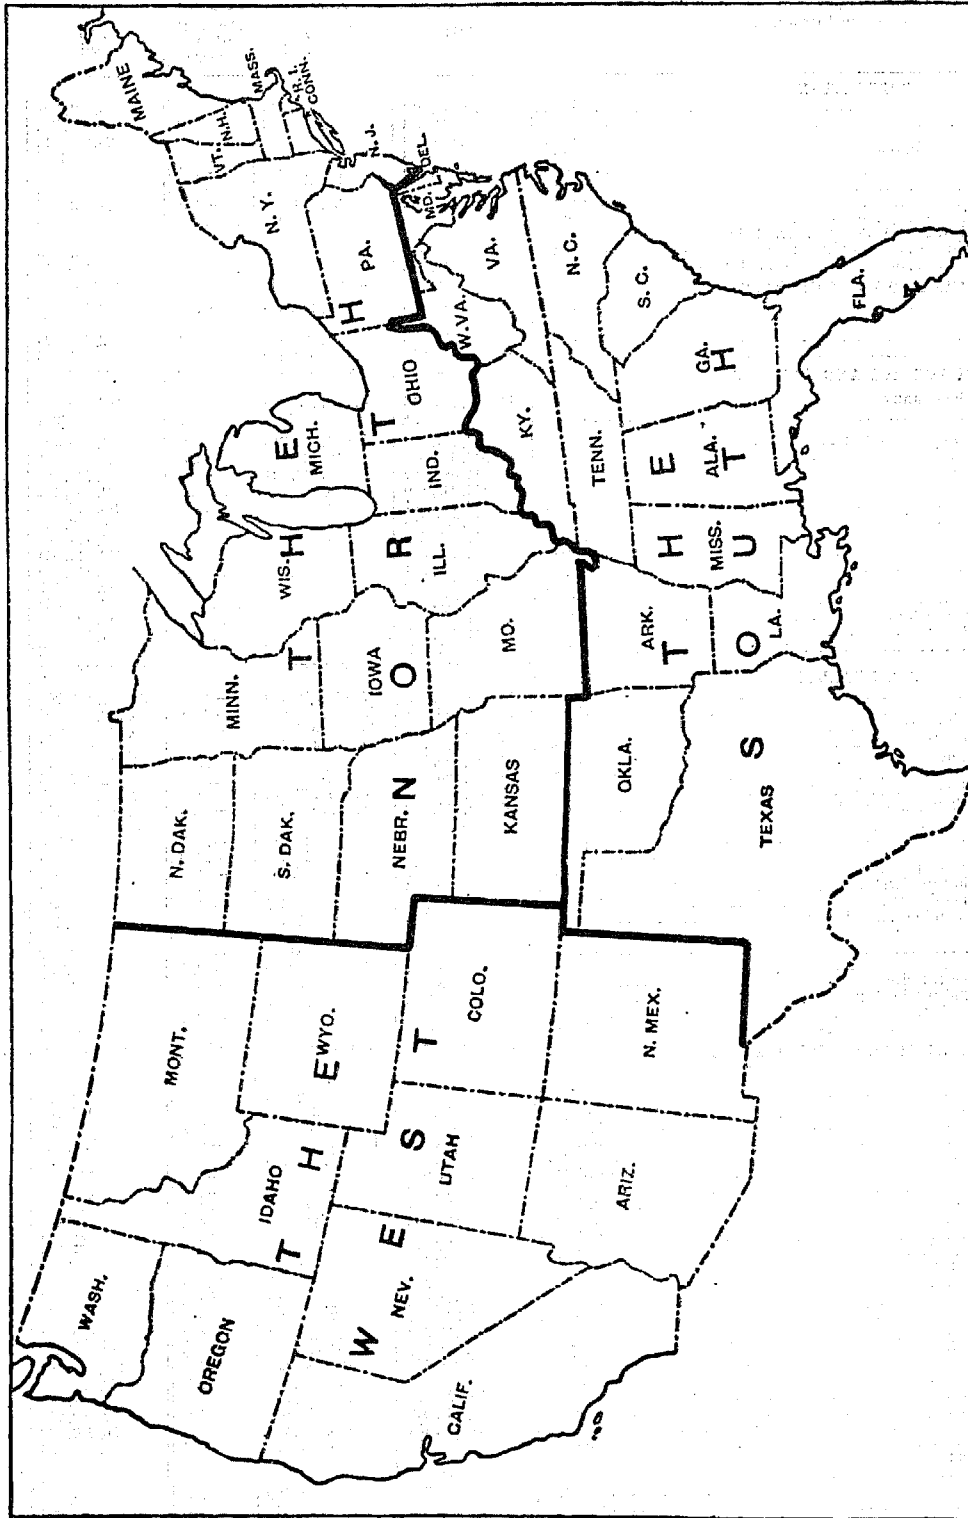 WASH.
OREGON
CALIF.
NEV.
IDAHO
MONT.
WYO.
UTAH
COLO.
ARIZ.
N. MEX.
THE
WEST
N. DAK.
S. DAK.
NEBR.
KANSAS
MINN.
IOWA
MO.
WIS.
ILL.
MICH.
IND.
OHIO
PA.
N. Y.
N. J.
VT.
N.H.
MAINE
MASS.
R. I.
CONN.
THE
NORTH
DEL.
MD.
W.VA.
VA.
KY.
TENN.
N. C.
S. C.
GA.
FLA.
ALA.
MISS.
ARK.
LA.
OKLA.
TEXAS
THE
SOUTH